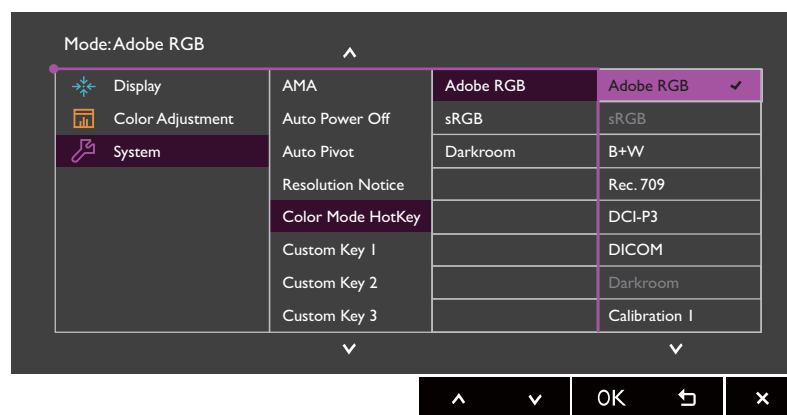 Mode: Adobe RGB
Display
Color Adjustment
System
AMA
Auto Power Off
Auto Pivot
Resolution Notice
Color Mode HotKey
Custom Key 1
Custom Key 2
Custom Key 3
Adobe RGB
sRGB
Darkroom
Adobe RGB
sRGB
B+W
Rec. 709
DCI-P3
DICOM
Darkroom
Calibration 1
OK